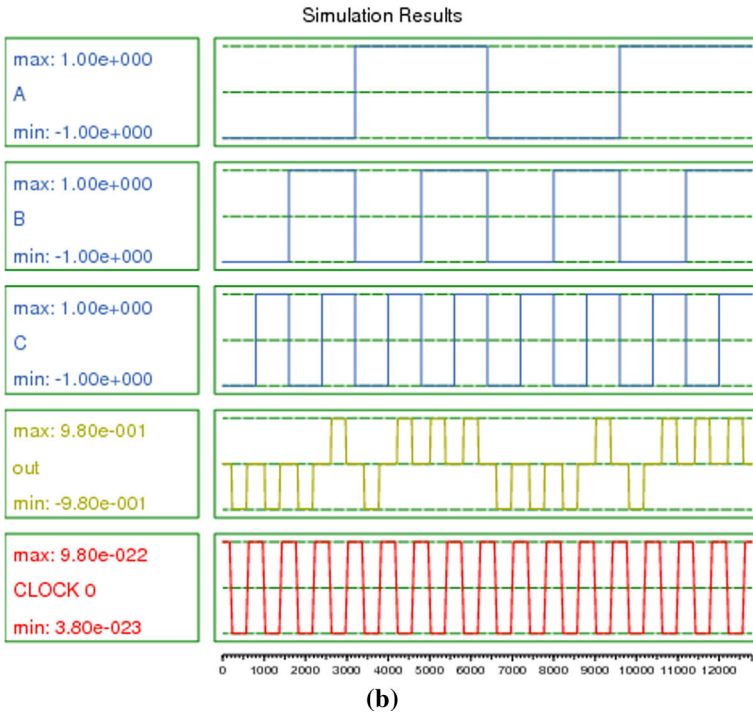 Simulation Results
max: 1.00e+000
A
min: -1.00e+000
max: 1.00e+000
B
min: -1.00e+000
max: 1.00e+000
C
min: -1.00e+000
max: 9.80e-001
out
min: -9.80e-001
max: 9.80e-022
CLOCK 0
min: 3.80e-023
0 1000 2000 3000 4000 5000 6000 7000 8000 9000 10000 11000 12000
(b)